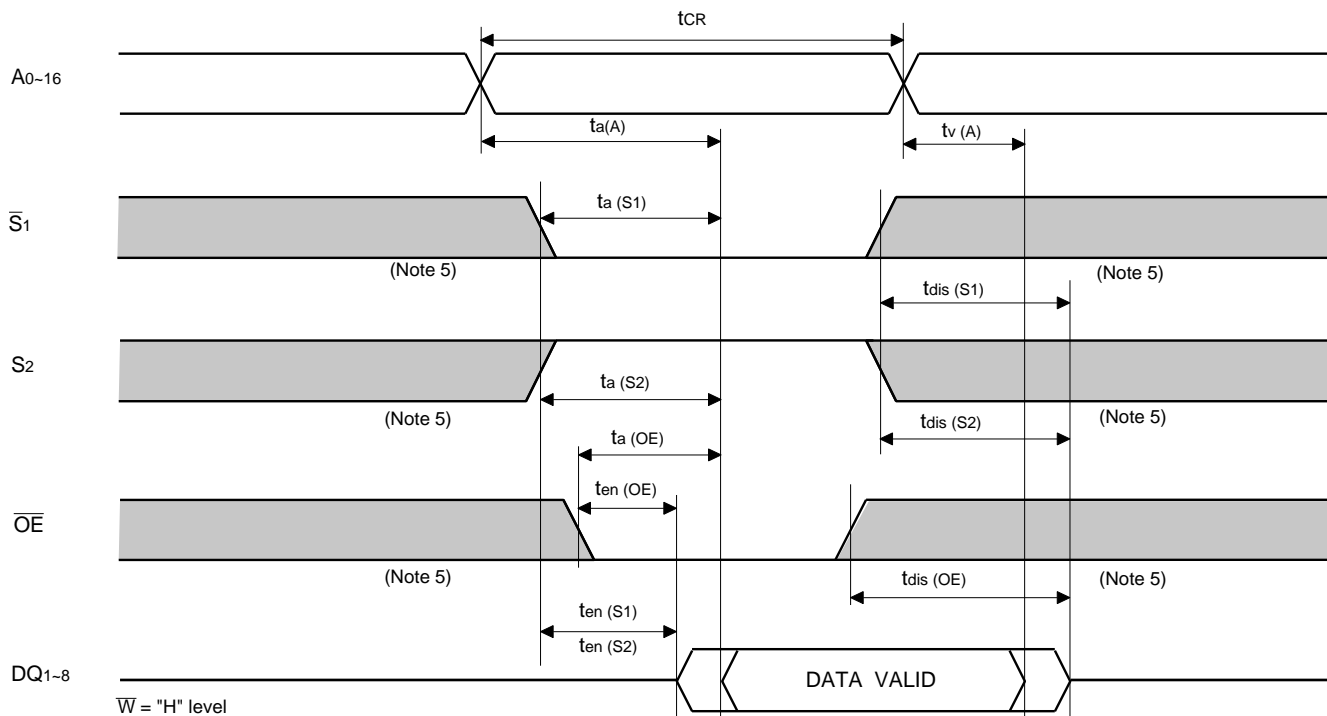 tCR
A0~16
ta(A)
tv (A)
S̅1
ta (S1)
(Note 5)
(Note 5)
tdis (S1)
S2
ta (S2)
(Note 5)
(Note 5)
tdis (S2)
ta (OE)
ten (OE)
O̅E̅
(Note 5)
(Note 5)
tdis (OE)
ten (S1)
ten (S2)
DQ1~8
DATA VALID
W̅ = "H" level